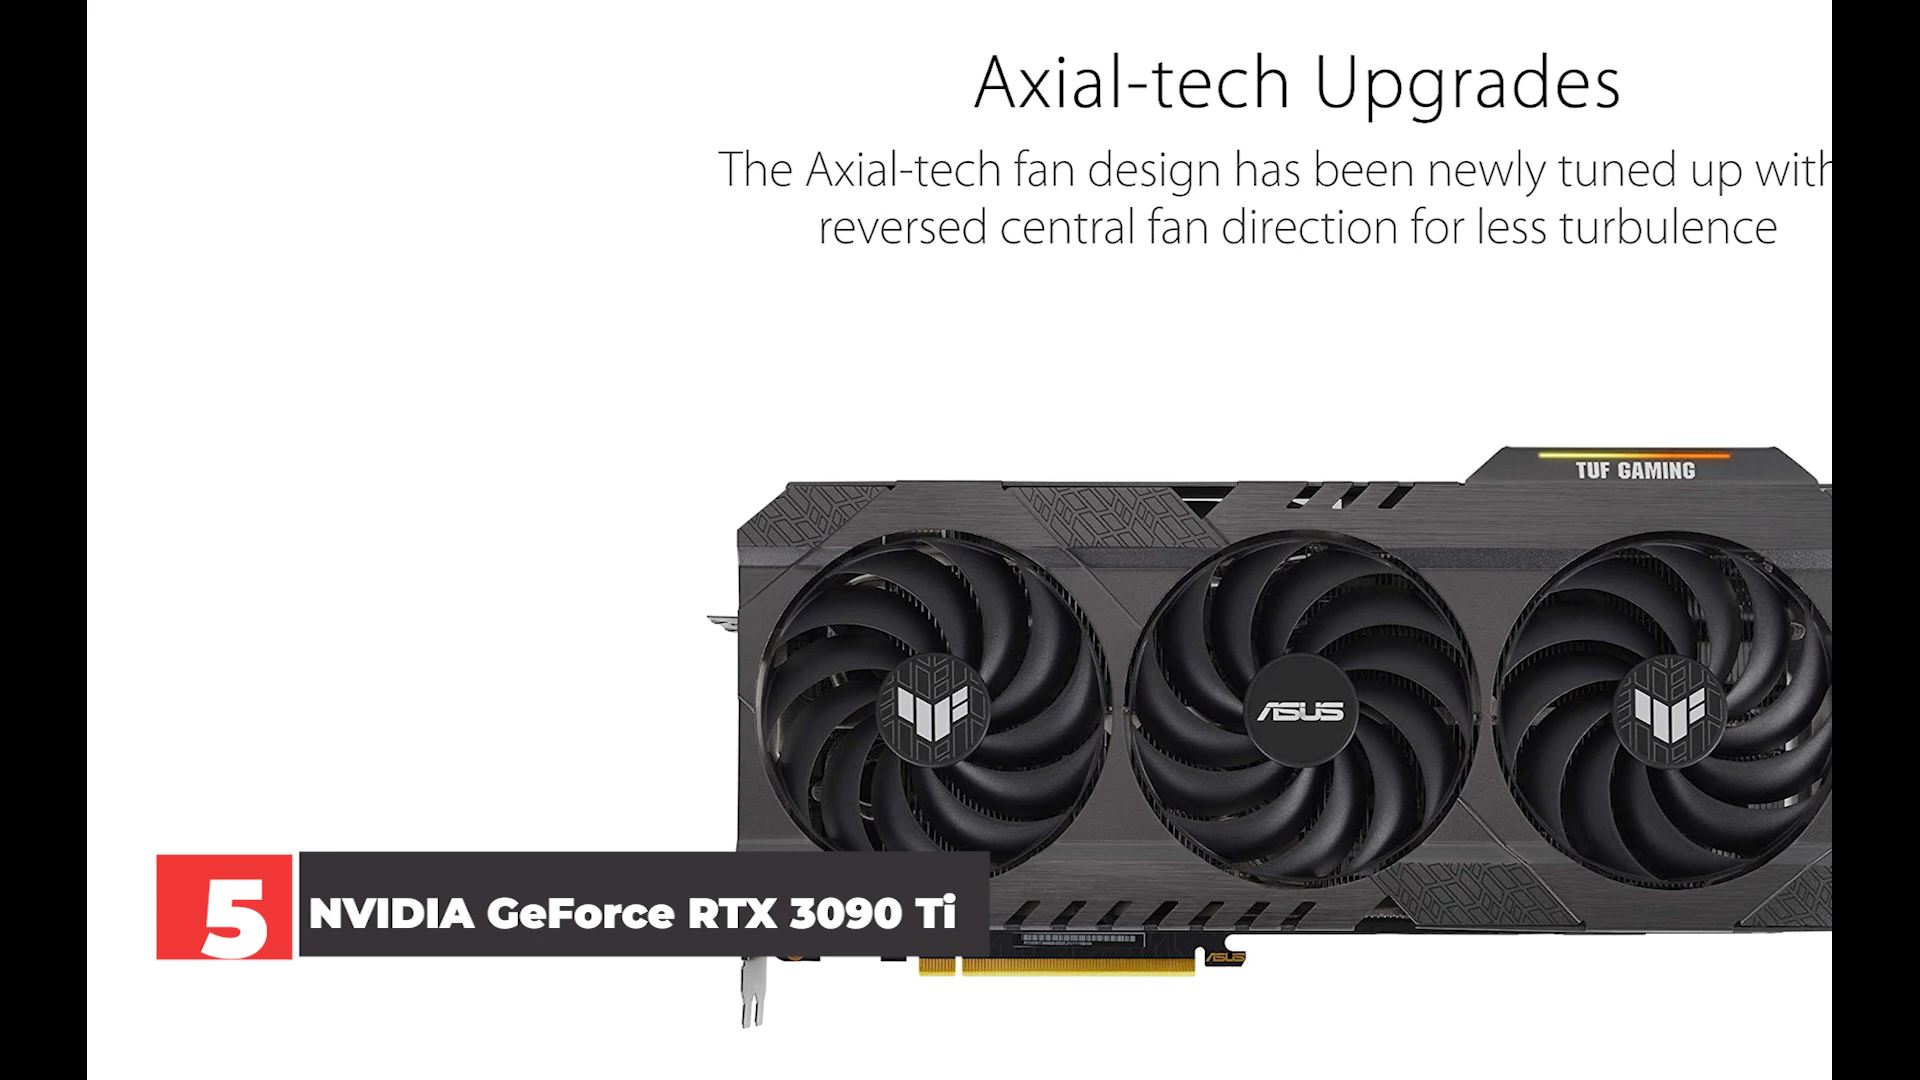 Axial-tech Upgrades
The Axial-tech fan design has been newly tuned up with
reversed central fan direction for less turbulence
TUF GAMING
ASUS
5
NVIDIA GeForce RTX 3090 Ti
ASUS